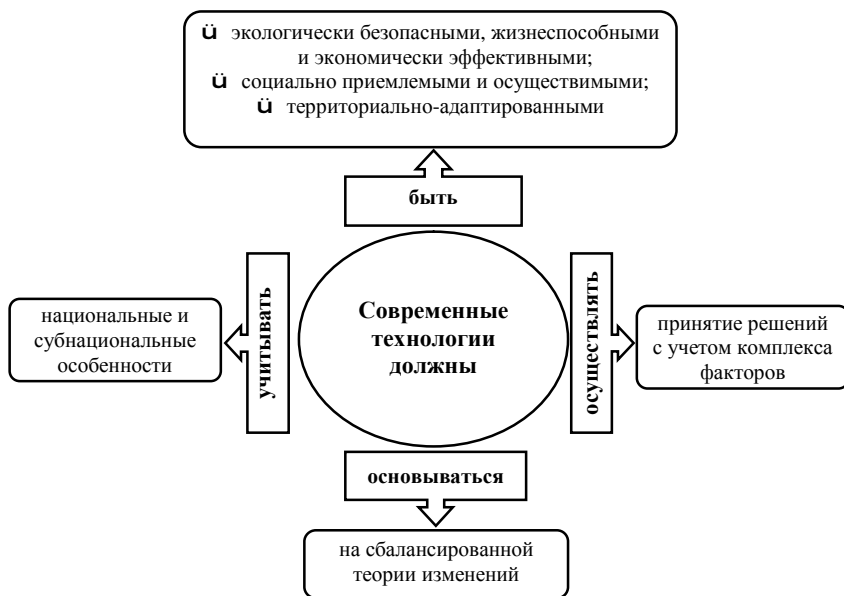 ü экологически безопасными, жизнеспособными
и экономически эффективными;
ü социально приемлемыми и осуществимыми;
ü территориально-адаптированными
быть
учитывать
национальные и
субнациональные
особенности
Современные
технологии
должны
осуществлять
принятие решений
с учетом комплекса
факторов
основываться
на сбалансированной
теории изменений